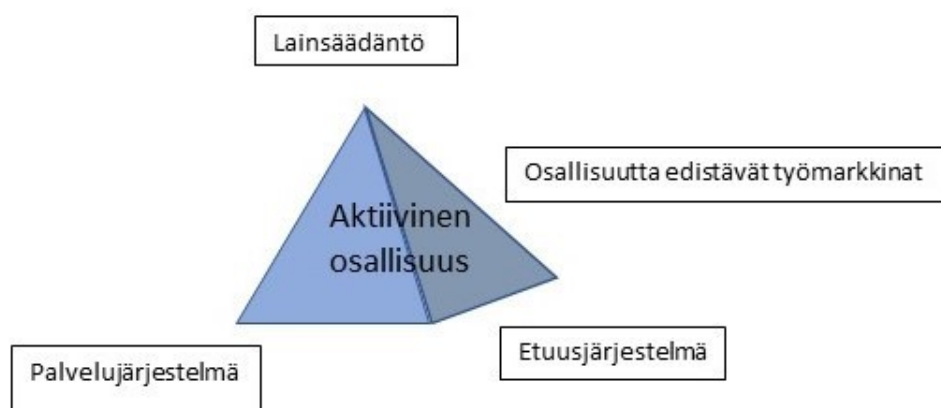 Lainsäädäntö
Osallisuutta edistävät työmarkkinat
Aktiivinen
osallisuus
Etuusjärjestelmä
Palvelujärjestelmä